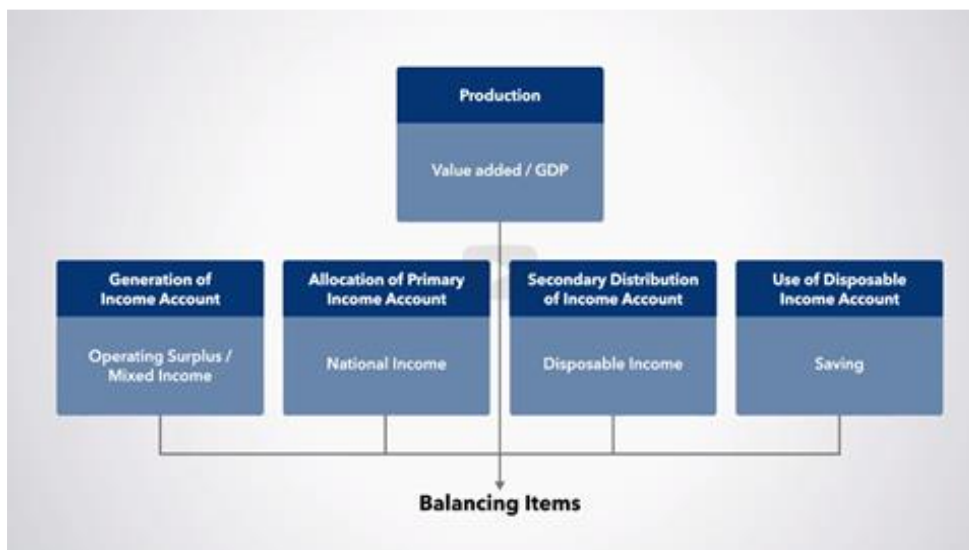 Production
Value added / GDP
Generation of
Income Account
Operating Surplus /
Mixed Income
Allocation of Primary
Income Account
National Income
Secondary Distribution
of Income Account
Disposable Income
Use of Disposable
Income Account
Saving
Balancing Items